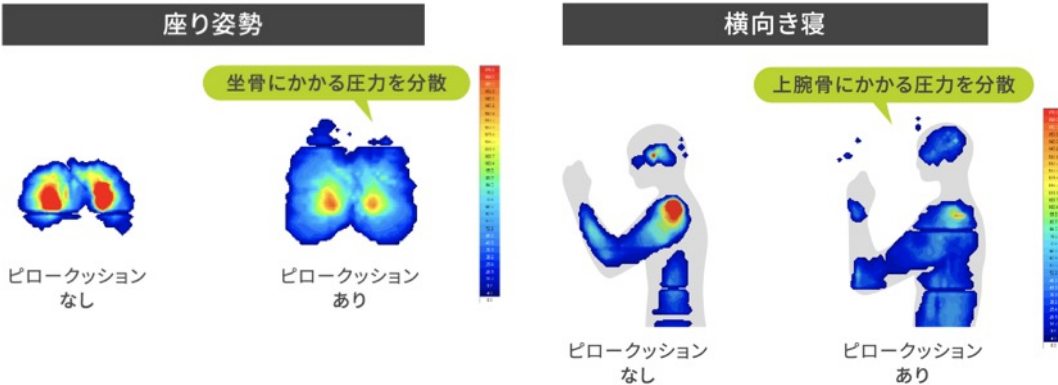 座り姿勢
坐骨にかかる圧力を分散
ピロークッション
なし
ピロークッション
あり
横向き寝
上腕骨にかかる圧力を分散
ピロークッション
なし
ピロークッション
あり